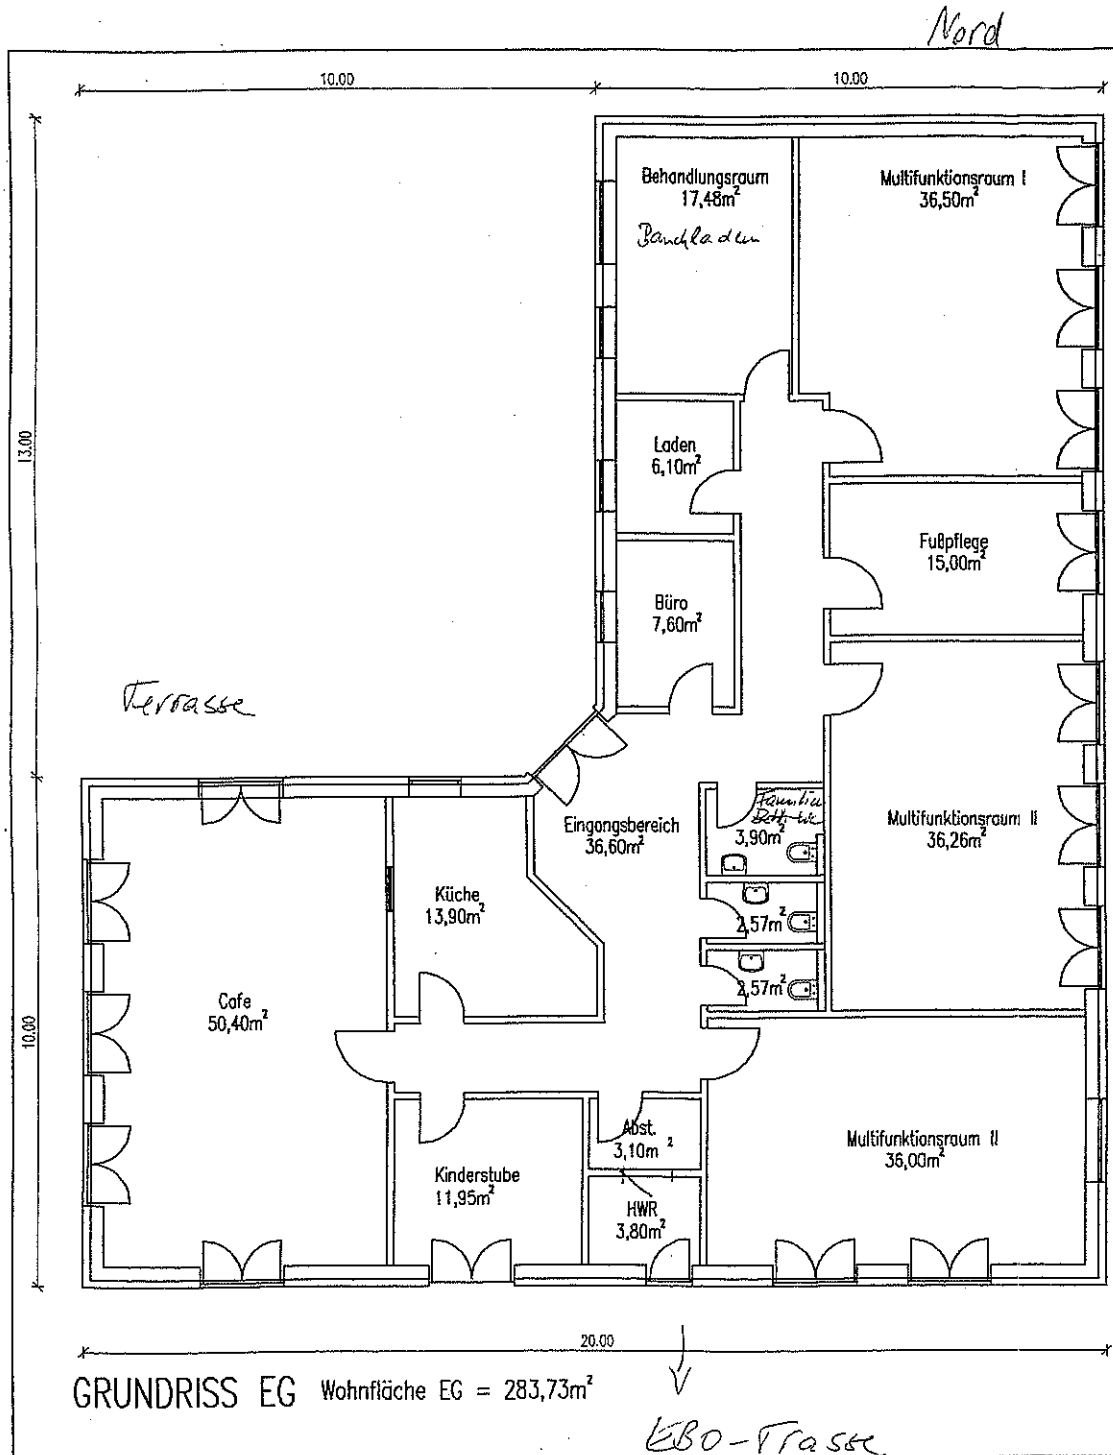 Nord
10.00
10.00
Behandlungsraum
17,48m²
Multifunktionsraum I
36,50m²
13.00
Laden
6,10m²
Fußpflege
15,00m²
Büro
7,60m²
Terrasse
Eingangsbereich
36,60m²
Familien
3,90m²
Multifunktionsraum II
36,26m²
Küche
13,90m²
2,57m²
2,57m²
Cafe
50,40m²
10.00
Abst.
3,10m²
Multifunktionsraum II
36,00m²
Kinderstube
11,95m²
HWR
3,80m²
20.00
GRUNDRISS EG Wohnfläche EG = 283,73m²
EBO-Trasse